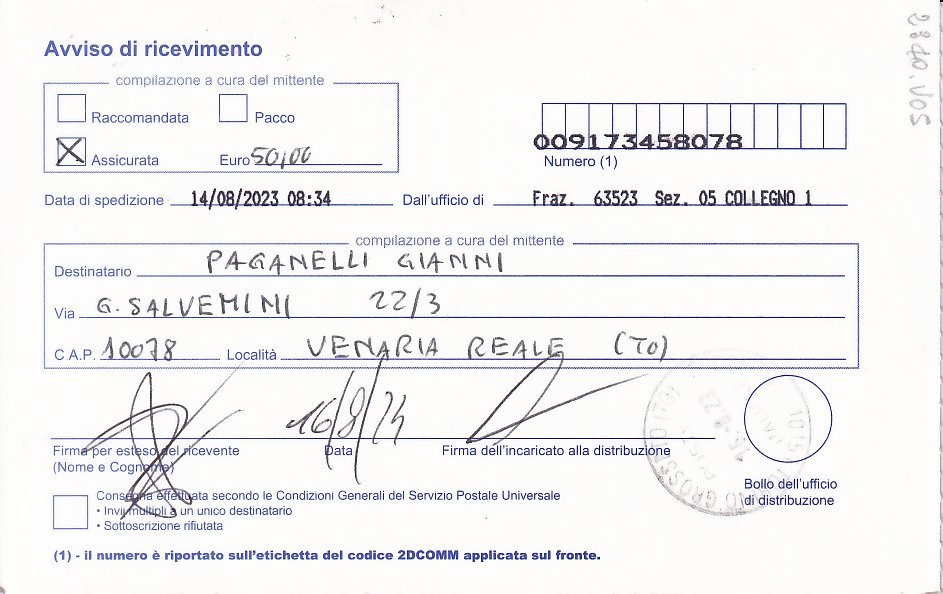 Avviso di ricevimento
compilazione a cura del mittente
Raccomandata
Pacco
Assicurata
Euro 50,00
009173458078
Numero (1)
Data di spedizione 14/08/2023 08:34 Dall'ufficio di Fraz. 63523 Sez. 05 COLLEGNO 1
compilazione a cura del mittente
Destinatario PAGANELLI GIANNI
Via G. SALVEMINI 22/3
C A.P. 10078 Località VENARIA REALE (TO)
16/8/
Firma per esteso del ricevente
(Nome e Cognome)
Data
Firma dell'incaricato alla distribuzione
16.8.23
Bollo dell'ufficio
di distribuzione
Consegna effettuata secondo le Condizioni Generali del Servizio Postale Universale
• Invii multipli a un unico destinatario
• Sottoscrizione rifiutata
(1) - il numero è riportato sull'etichetta del codice 2DCOMM applicata sul fronte.